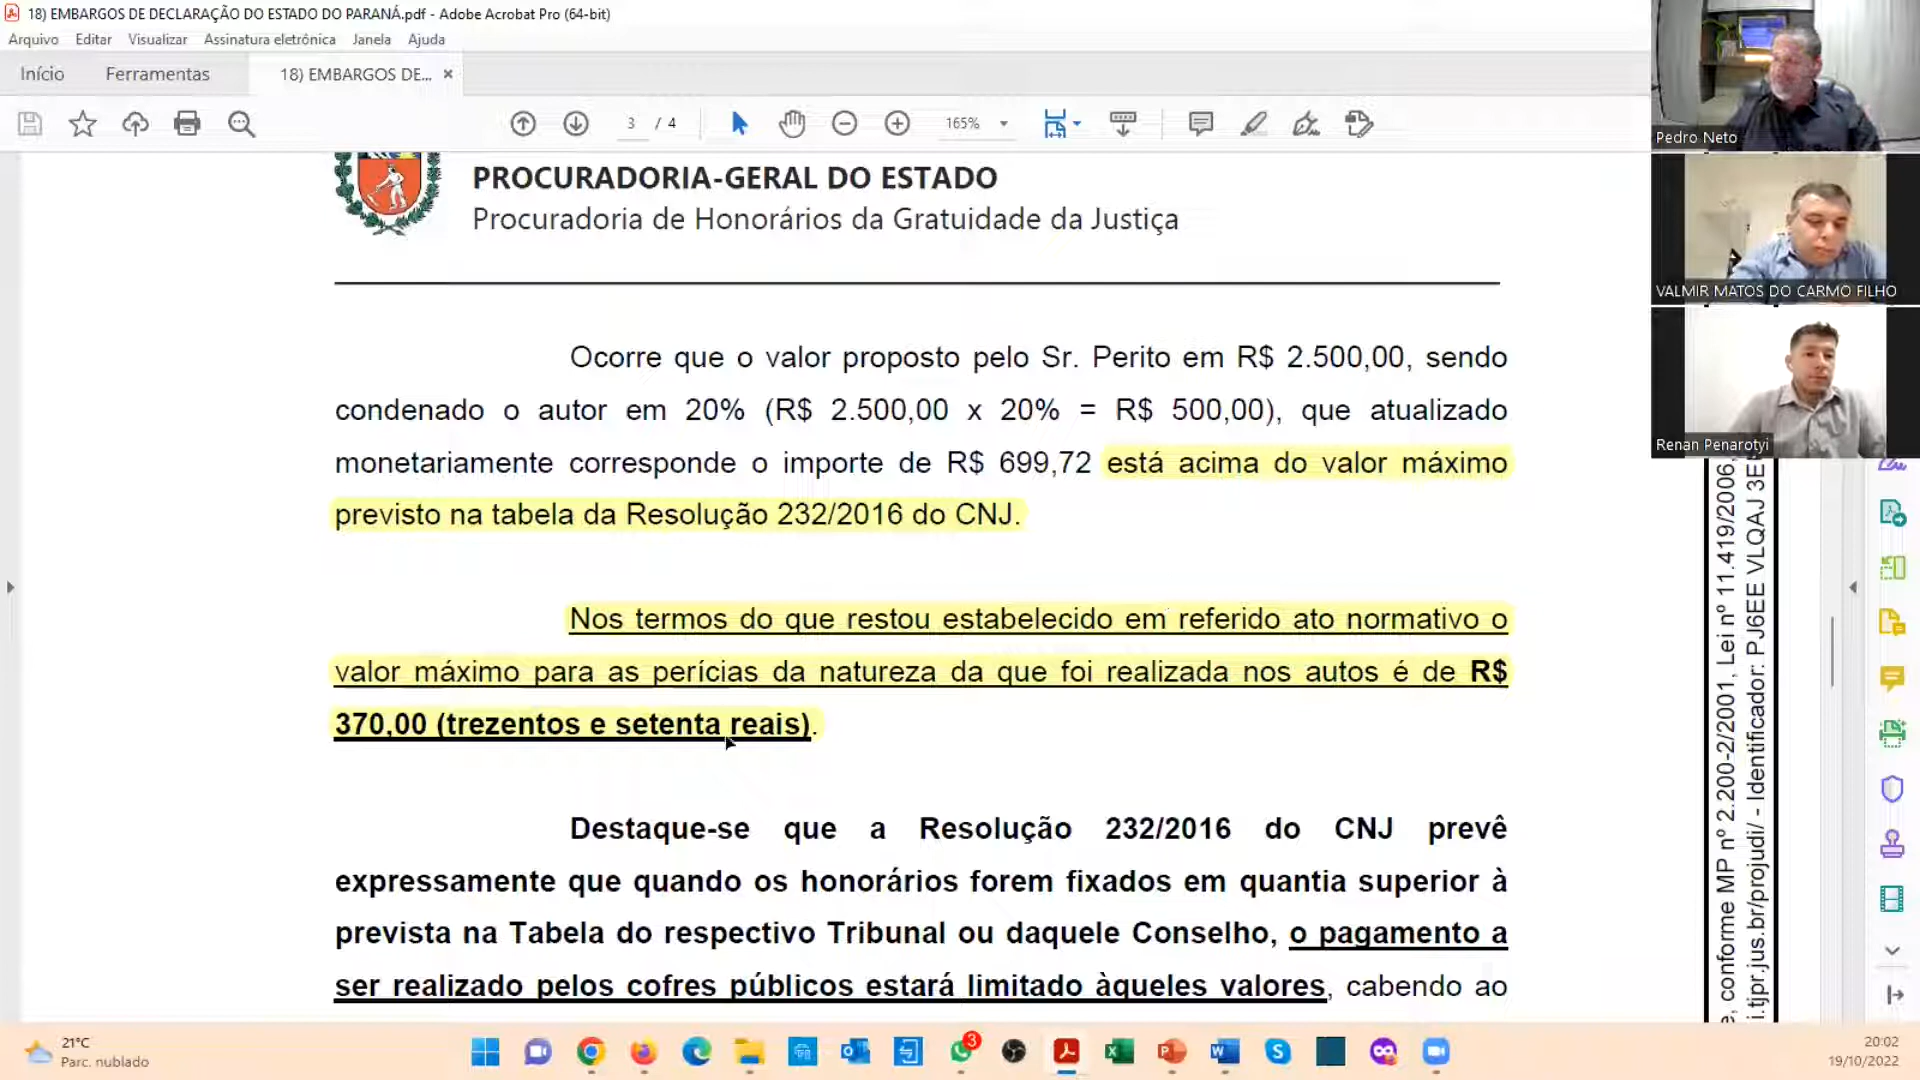 18) EMBARGOS DE DECLARAÇÃO DO ESTADO DO PARANÁ.pdf - Adobe Acrobat Pro (64-bit)
Arquivo Editar Visualizar Assinatura eletrônica Janela Ajuda
Início Ferramentas 18) EMBARGOS DE... ×
3 / 4 165%
PROCURADORIA-GERAL DO ESTADO
Procuradoria de Honorários da Gratuidade da Justiça
Ocorre que o valor proposto pelo Sr. Perito em R$ 2.500,00, sendo
condenado o autor em 20% (R$ 2.500,00 x 20% = R$ 500,00), que atualizado
monetariamente corresponde o importe de R$ 699,72 está acima do valor máximo
previsto na tabela da Resolução 232/2016 do CNJ.
Nos termos do que restou estabelecido em referido ato normativo o
valor máximo para as perícias da natureza da que foi realizada nos autos é de R$
370,00 (trezentos e setenta reais).
Destaque-se que a Resolução 232/2016 do CNJ prevê
expressamente que quando os honorários forem fixados em quantia superior à
prevista na Tabela do respectivo Tribunal ou daquele Conselho, o pagamento a
ser realizado pelos cofres públicos estará limitado àqueles valores, cabendo ao
Pedro Neto
VALMIR MATOS DO CARMO FILHO
Renan Penarotyi
, conforme MP nº 2.200-2/2001, Lei nº 11.419/2006,
i.tjpr.jus.br/projudi/ - Identificador: PJ6EE VLQAJ 3E
21°C
Parc. nublado
3
20:02
19/10/2022